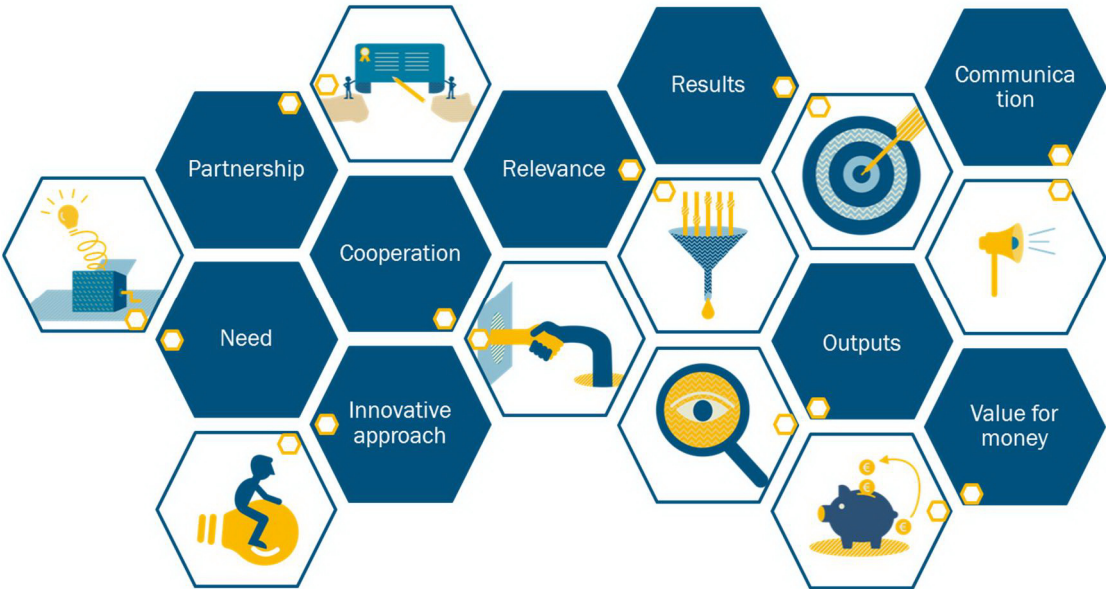 Partnership
Need
Cooperation
Innovative
approach
Relevance
Results
Outputs
Communica
tion
Value for
money
€
€
€